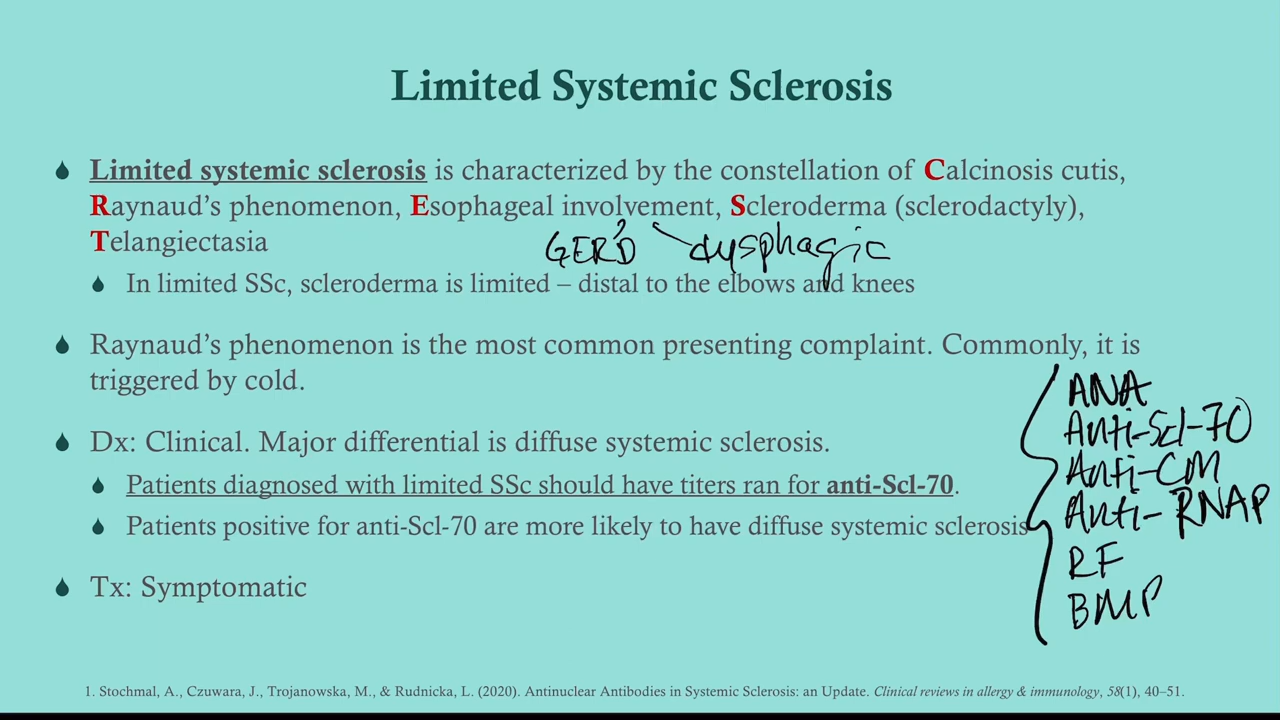 Limited Systemic Sclerosis
Limited systemic sclerosis is characterized by the constellation of Calcinosis cutis,
Raynaud’s phenomenon, Esophageal involvement, Scleroderma (sclerodactyly),
Telangiectasia
GERD dysphagic
In limited SSc, scleroderma is limited – distal to the elbows and knees
Raynaud’s phenomenon is the most common presenting complaint. Commonly, it is
triggered by cold.
Dx: Clinical. Major differential is diffuse systemic sclerosis.
Patients diagnosed with limited SSc should have titers ran for anti-Scl-70.
Patients positive for anti-Scl-70 are more likely to have diffuse systemic sclerosis
Tx: Symptomatic
ANA
Anti-Scl-70
Anti-CM
Anti-RNAP
RF
BMP
1. Stochmal, A., Czuwara, J., Trojanowska, M., & Rudnicka, L. (2020). Antinuclear Antibodies in Systemic Sclerosis: an Update. Clinical reviews in allergy & immunology, 58(1), 40–51.